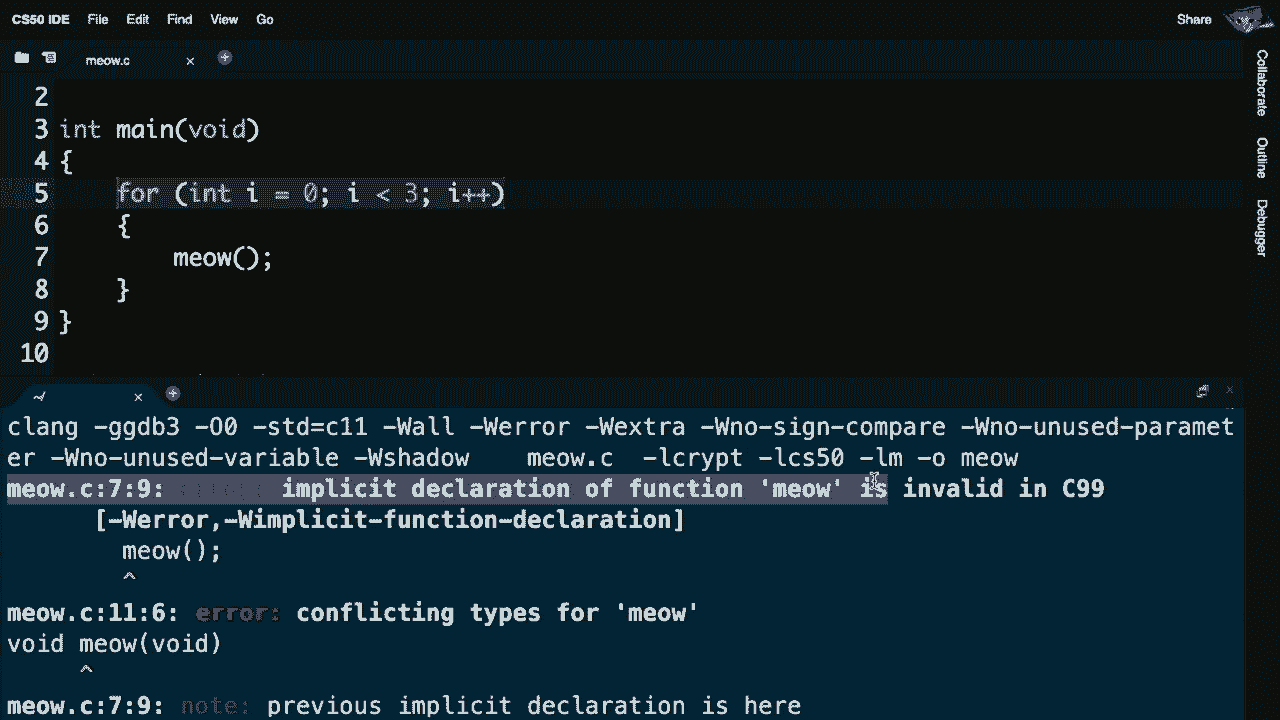 CS50 IDE File Edit Find View Go Share
meow.c × +
2
3 int main(void)
4 {
5 for (int i = 0; i < 3; i++)
6 {
7 meow();
8 }
9 }
10
Collaborate
Outline
Debugger
clang -ggdb3 -O0 -std=c11 -Wall -Werror -Wextra -Wno-sign-compare -Wno-unused-paramet
er -Wno-unused-variable -Wshadow meow.c -lcrypt -lcs50 -lm -o meow
meow.c:7:9: error: implicit declaration of function 'meow' is invalid in C99
[-Werror,-Wimplicit-function-declaration]
meow();
^
meow.c:11:6: error: conflicting types for 'meow'
void meow(void)
^
meow.c:7:9: note: previous implicit declaration is here